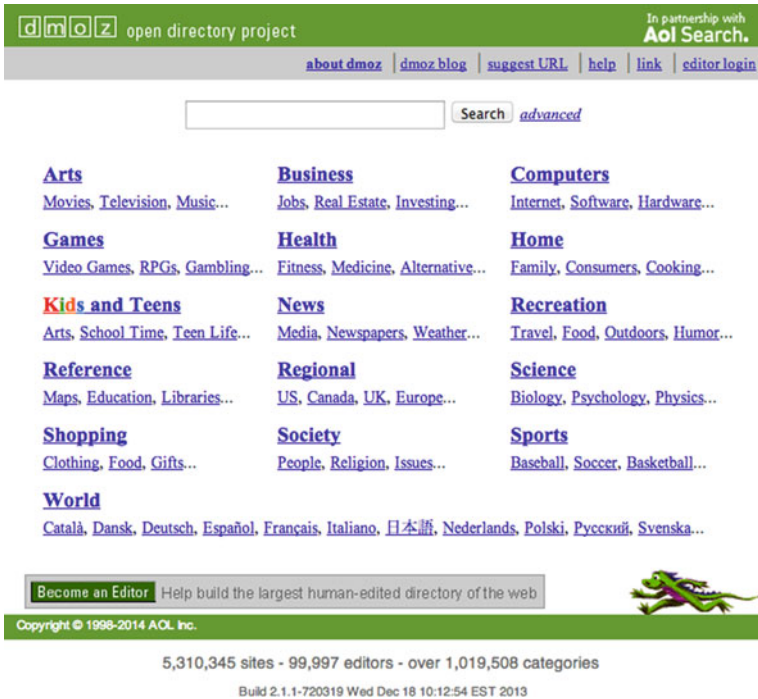 dmoz open directory project
In partnership with
Aol Search.
about dmoz | dmoz blog | suggest URL | help | link | editor login
Search advanced
Arts Business Computers
Movies, Television, Music... Jobs, Real Estate, Investing... Internet, Software, Hardware...
Games Health Home
Video Games, RPGs, Gambling... Fitness, Medicine, Alternative... Family, Consumers, Cooking...
Kids and Teens News Recreation
Arts, School Time, Teen Life... Media, Newspapers, Weather... Travel, Food, Outdoors, Humor...
Reference Regional Science
Maps, Education, Libraries... US, Canada, UK, Europe... Biology, Psychology, Physics...
Shopping Society Sports
Clothing, Food, Gifts... People, Religion, Issues... Baseball, Soccer, Basketball...
World
Català, Dansk, Deutsch, Español, Français, Italiano, 日本語, Nederlands, Polski, Русский, Svenska...
Become an Editor Help build the largest human-edited directory of the web
Copyright © 1998-2014 AOL Inc.
5,310,345 sites - 99,997 editors - over 1,019,508 categories
Build 2.1.1-720319 Wed Dec 18 10:12:54 EST 2013